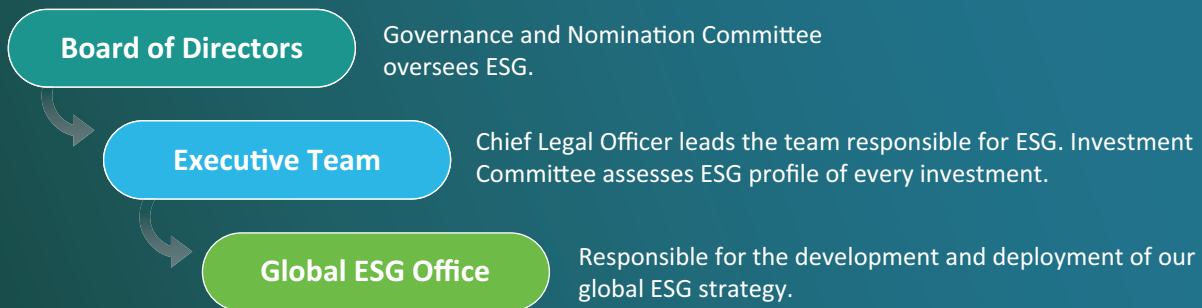 Board of Directors
Governance and Nomination Committee
oversees ESG.
Executive Team
Chief Legal Officer leads the team responsible for ESG. Investment
Committee assesses ESG profile of every investment.
Global ESG Office
Responsible for the development and deployment of our
global ESG strategy.